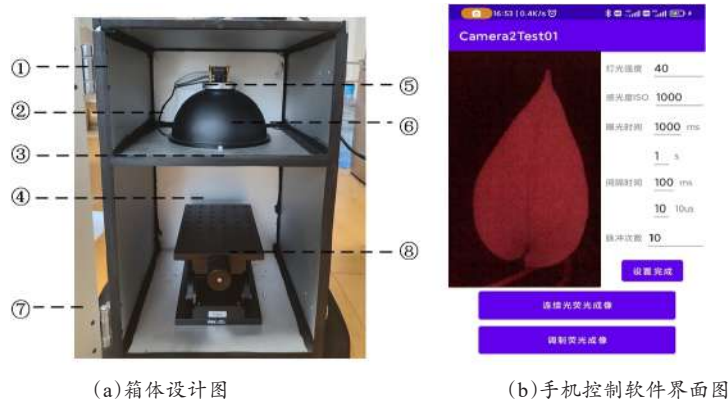 ①
②
③
④
⑤
⑥
⑦
⑧
16:53 | 0.4K/s
Camera2Test01
灯光强度 40
感光度ISO 1000
曝光时间 1000 ms
1 s
间隔时间 100 ms
10 10us
脉冲次数 10
设置完成
连续光荧光成像
调制荧光成像
(a)箱体设计图
(b)手机控制软件界面图